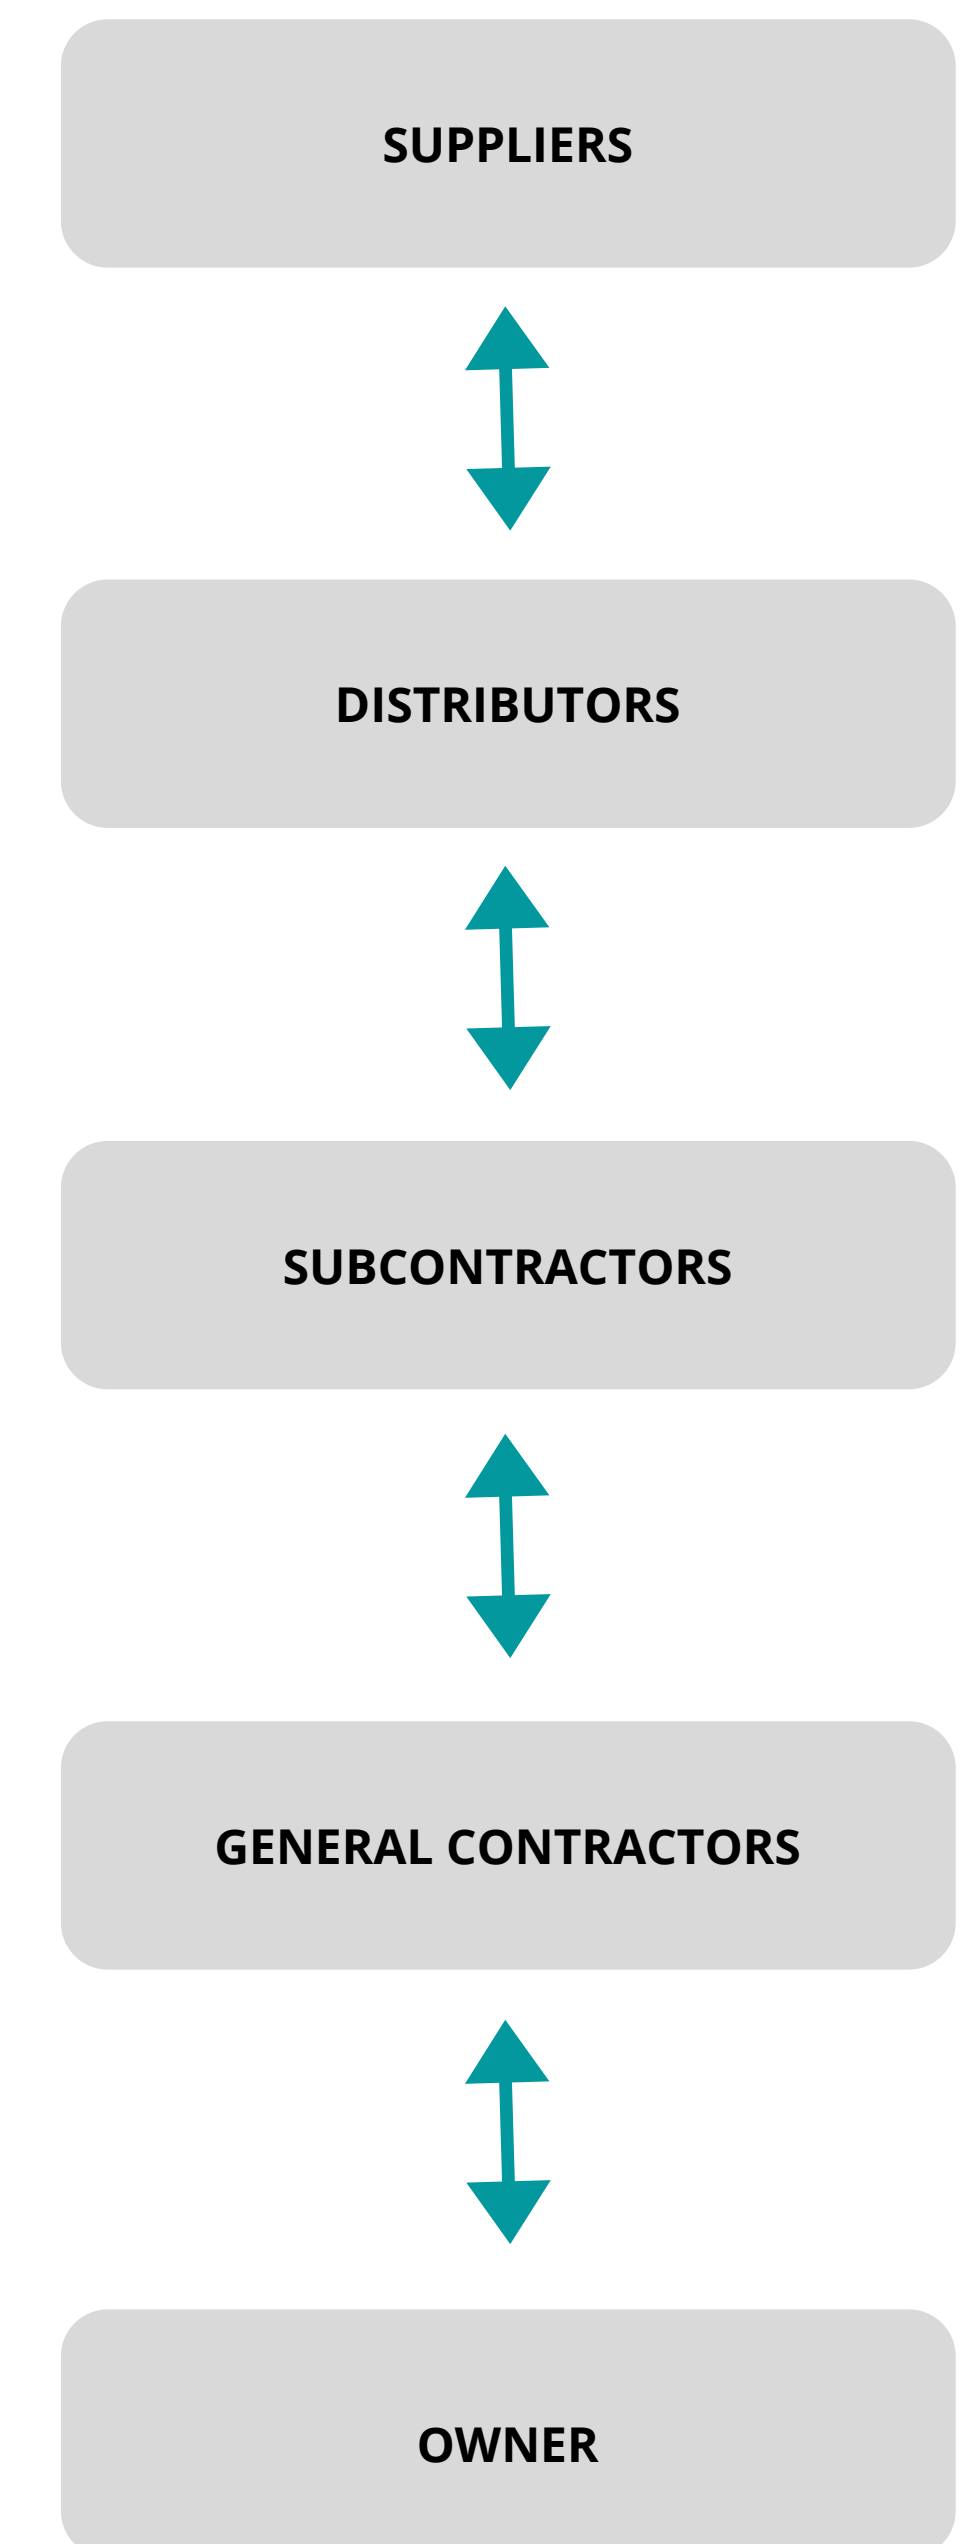 SUPPLIERS
DISTRIBUTORS
SUBCONTRACTORS
GENERAL CONTRACTORS
OWNER